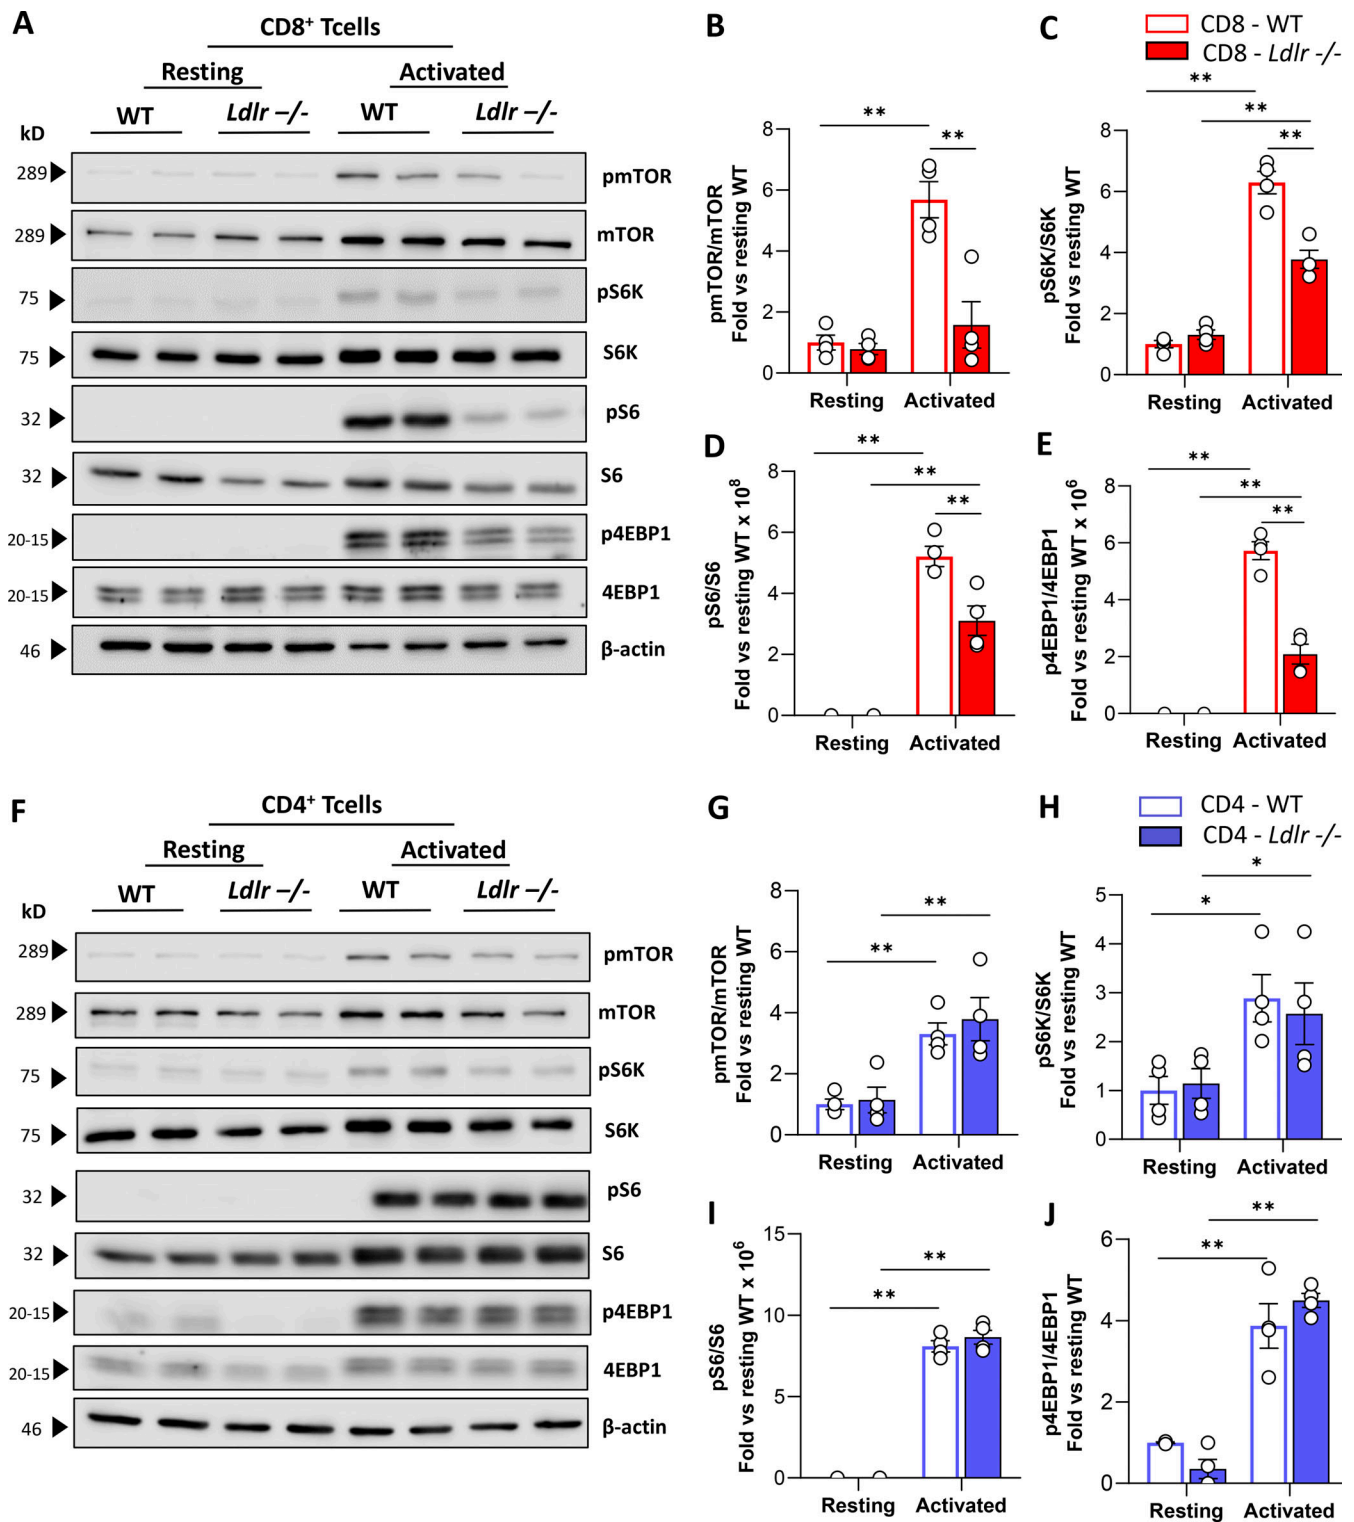 A
CD8⁺ Tcells
Resting
Activated
WT
Ldlr –/-
WT
Ldlr –/-
kD
289
pmTOR
289
mTOR
75
pS6K
75
S6K
32
pS6
32
S6
20-15
p4EBP1
20-15
4EBP1
46
β-actin
B
pmTOR/mTOR
Fold vs resting WT
8
6
4
2
0
**
**
Resting
Activated
C
CD8 - WT
CD8 - Ldlr -/-
pS6K/S6K
Fold vs resting WT
8
6
4
2
0
**
**
**
Resting
Activated
D
pS6/S6
Fold vs resting WT x 10⁸
8
6
4
2
0
**
**
**
Resting
Activated
E
p4EBP1/4EBP1
Fold vs resting WT x 10⁶
8
6
4
2
0
**
**
**
Resting
Activated
F
CD4⁺ Tcells
Resting
Activated
WT
Ldlr –/-
WT
Ldlr –/-
kD
289
pmTOR
289
mTOR
75
pS6K
75
S6K
32
pS6
32
S6
20-15
p4EBP1
20-15
4EBP1
46
β-actin
G
pmTOR/mTOR
Fold vs resting WT
8
6
4
2
0
**
**
Resting
Activated
H
CD4 - WT
CD4 - Ldlr -/-
pS6K/S6K
Fold vs resting WT
5
4
3
2
1
0
*
*
Resting
Activated
I
pS6/S6
Fold vs resting WT x 10⁶
15
10
5
0
**
**
Resting
Activated
J
p4EBP1/4EBP1
Fold vs resting WT
6
4
2
0
**
**
Resting
Activated